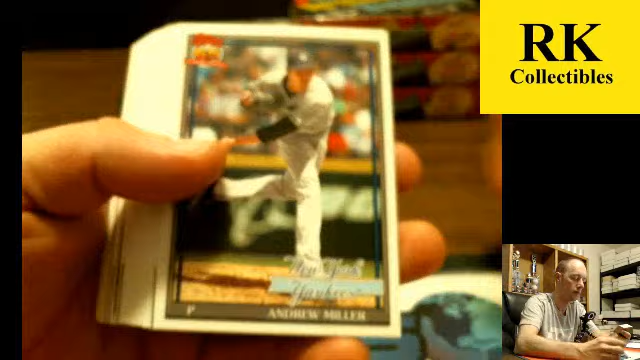 RK
Collectibles
New York
Yankees
P ANDREW MILLER